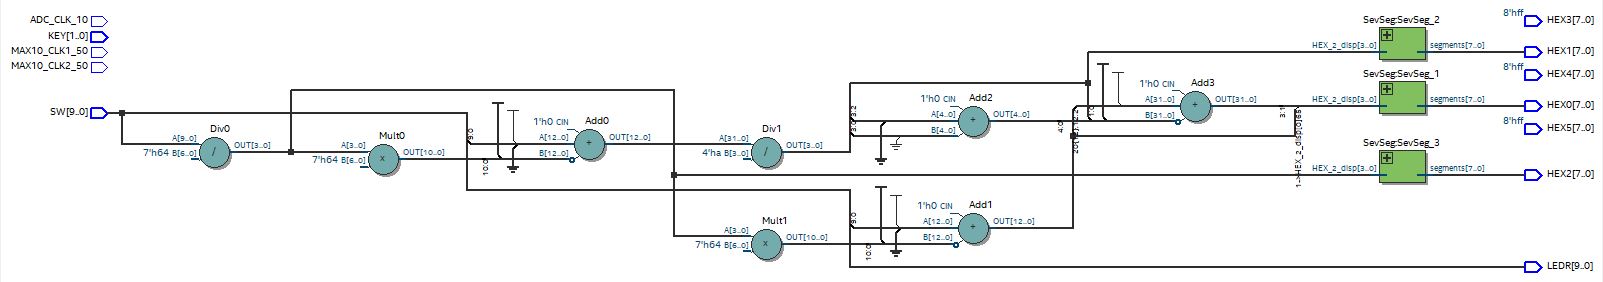 ADC_CLK_10
KEY[1..0]
MAX10_CLK1_50
MAX10_CLK2_50
SW[9..0]
Div0
A[9..0]
7'h64 B[6..0]
/
OUT[3..0]
Mult0
A[3..0]
7'h64 B[6..0]
x
OUT[10..0]
9:0
10:0
Add0
1'h0 CIN
A[12..0]
B[12..0]
+
OUT[12..0]
Div1
A[31..0]
4'ha B[3..0]
/
OUT[3..0]
Mult1
A[3..0]
7'h64 B[6..0]
x
OUT[10..0]
9:0
10:0
Add2
1'h0 CIN
A[4..0]
B[4..0]
+
OUT[4..0]
Add1
1'h0 CIN
A[12..0]
B[12..0]
+
OUT[12..0]
4:0
1:0
Add3
1'h0 CIN
A[31..0]
B[31..0]
+
OUT[31..0]
3:1
SevSeg:SevSeg_2
HEX_2_disp[3..0]
segments[7..0]
SevSeg:SevSeg_1
HEX_2_disp[3..0]
segments[7..0]
SevSeg:SevSeg_3
HEX_2_disp[3..0]
segments[7..0]
8'hff
HEX3[7..0]
HEX1[7..0]
8'hff
HEX4[7..0]
HEX0[7..0]
8'hff
HEX5[7..0]
HEX2[7..0]
LEDR[9..0]